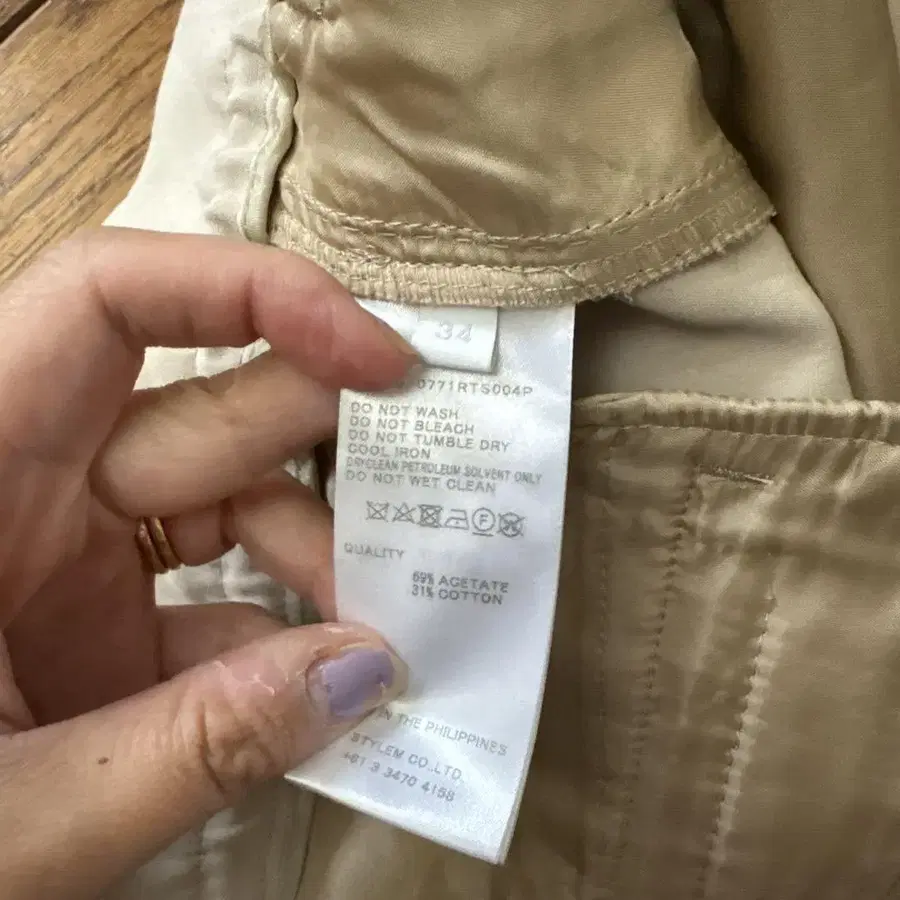 34
0771RTS004P
DO NOT WASH
DO NOT BLEACH
DO NOT TUMBLE DRY
COOL IRON
DRYCLEAN PETROLEUM SOLVENT ONLY
DO NOT WET CLEAN
F
QUALITY
69% ACETATE
31% COTTON
IN THE PHILIPPINES
STYLEM CO.,LTD.
+81 3 3470 4158